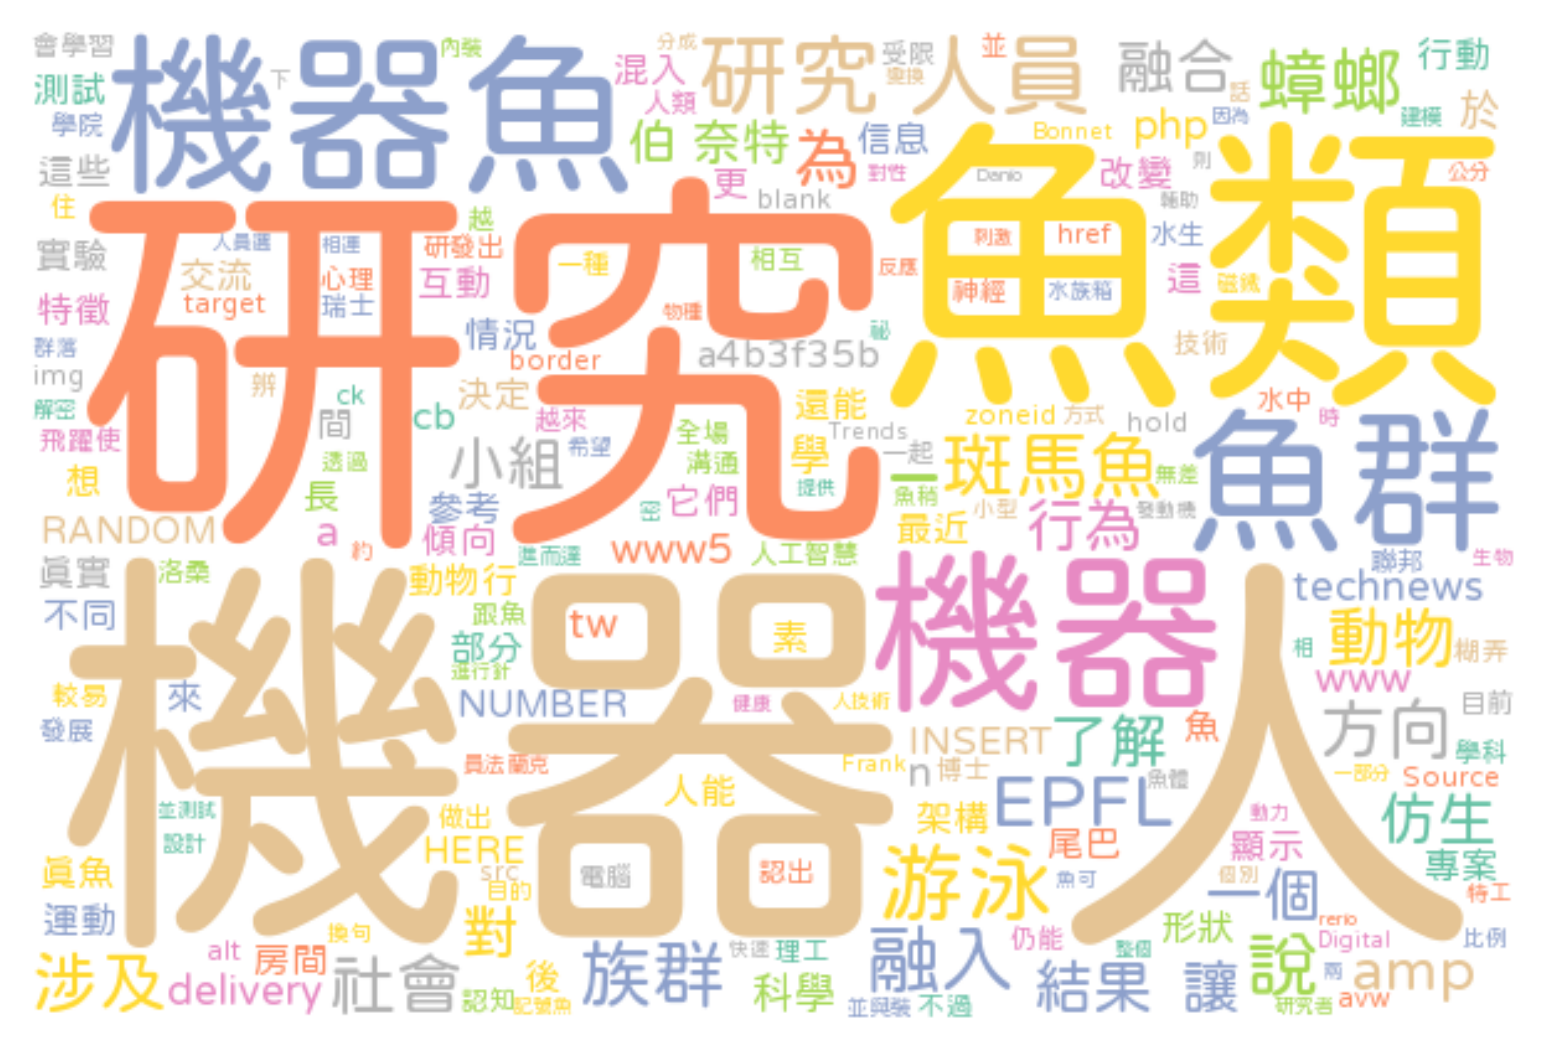 會學習
測試
學院
這些
住
機器魚
下
內裝
混入
人類
分成
研究人員
受限
並
融合
話
蟑螂
行動
建模
於
伯奈特
為
信息
對性
Bonnet
php
因為
則
改變
公分
更
blank
魚類
Danio
輔助
水生
這
刺激
href
神經
水族箱
技術
實驗
特徵
群落
img
解密
飛躍使
想
研究
人員選
相連
研發出
越
交流
心理
互動
target
瑞士
一種
相互
反應
物種
祕
情況
border
a4b3f35b
辨
ck
cb
決定
越來
間
小組
希望
透過
長
參考
還能
Trends
全場
學
溝通
一起
提供
它們
密
zoneid
方式
hold
水中
時
斑馬魚
無差
魚群
魚稍
小型
發動機
最近
行為
RANDOM
a
約
傾向
進而達
www5
人工智慧
聯邦
生物
technews
眞實
洛桑
不同
較易
來
發展
動物行
跟魚
部分
進行針
tw
素
機器
機器人
相
動物
糊弄
www
目前
方向
學科
NUMBER
健康
人技術
INSERT
了解
魚
員法蘭克
Frank
n
博士
魚體
一部分
Source
人能
EPFL
仿生
並測試
設計
做出
HERE
src
目的
架構
尾巴
動力
顯示
專案
眞魚
運動
電腦
認出
游泳
魚可
個別
一個
特工
換句
對
rerio
Digital
比例
涉及
alt
delivery
房間
社會
認知
後
記號魚
族群
快速
理工
科學
融入
並與裝
不過
仍能
整個
結果
形狀
讓
說
兩
研究者
amp
avw